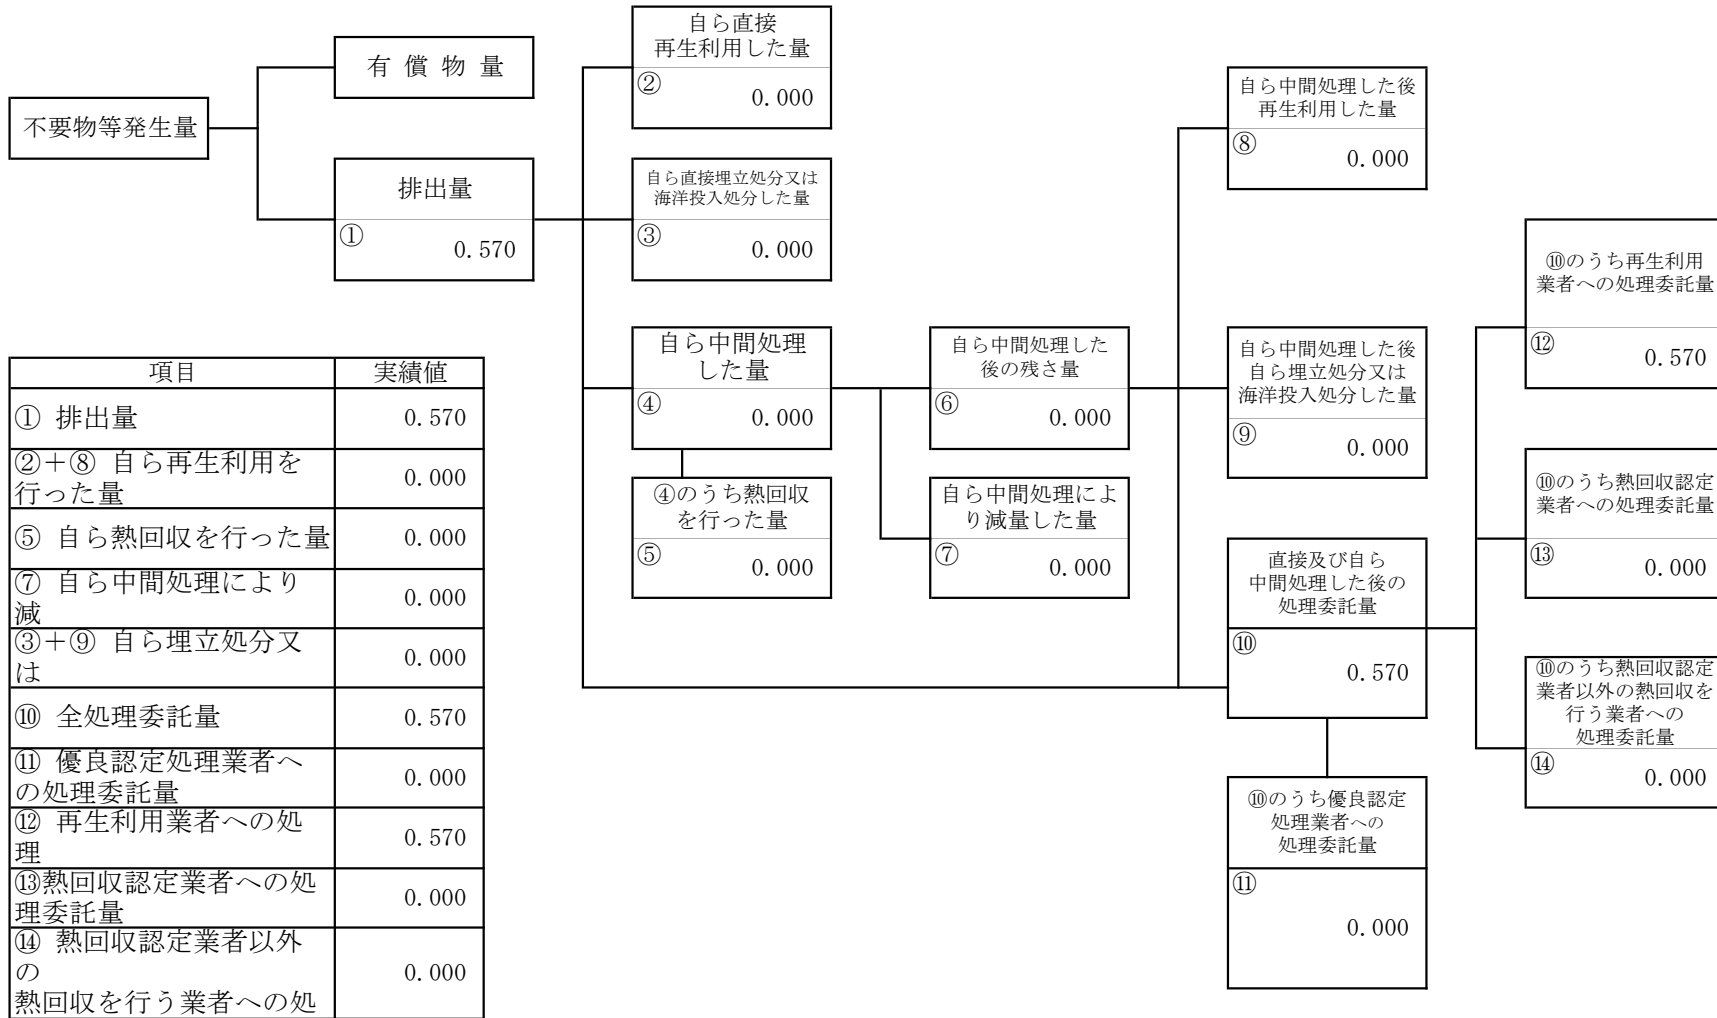 不要物等発生量
有 償 物 量
排出量
①
0.570
自ら直接
再生利用した量
②
0.000
自ら直接埋立処分又は
海洋投入処分した量
③
0.000
自ら中間処理
した量
④
0.000
④のうち熱回収
を行った量
⑤
0.000
自ら中間処理した
後の残さ量
⑥
0.000
自ら中間処理によ
り減量した量
⑦
0.000
自ら中間処理した後
再生利用した量
⑧
0.000
自ら中間処理した後
自ら埋立処分又は
海洋投入処分した量
⑨
0.000
直接及び自ら
中間処理した後の
処理委託量
⑩
0.570
⑩のうち優良認定
処理業者への
処理委託量
⑪
0.000
⑩のうち再生利用
業者への処理委託量
⑫
0.570
⑩のうち熱回収認定
業者への処理委託量
⑬
0.000
⑩のうち熱回収認定
業者以外の熱回収を
行う業者への
処理委託量
⑭
0.000
項目 実績値
① 排出量 0.570
②＋⑧ 自ら再生利用を
行った量 0.000
⑤ 自ら熱回収を行った量 0.000
⑦ 自ら中間処理により
減 0.000
③＋⑨ 自ら埋立処分又
は 0.000
⑩ 全処理委託量 0.570
⑪ 優良認定処理業者へ
の処理委託量 0.000
⑫ 再生利用業者への処
理 0.570
⑬熱回収認定業者への処
理委託量 0.000
⑭ 熱回収認定業者以外
の 0.000
熱回収を行う業者への処